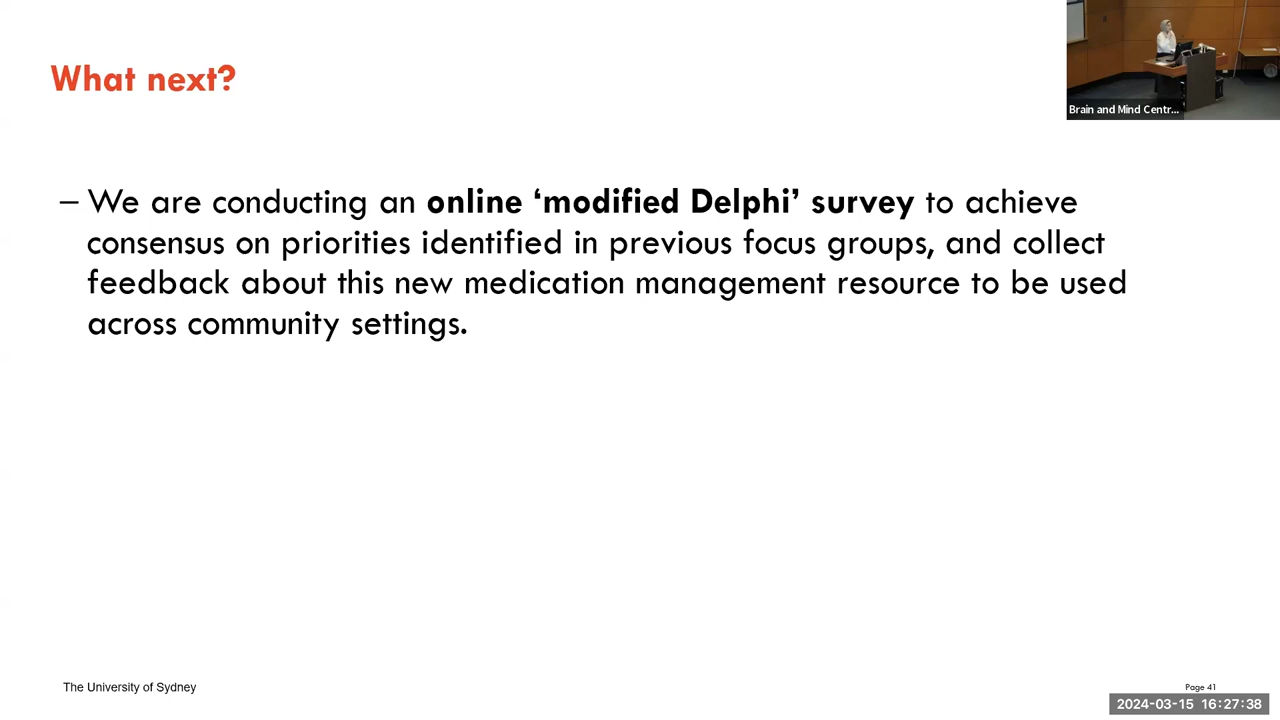 What next?
Brain and Mind Centr...
– We are conducting an online ‘modified Delphi’ survey to achieve
consensus on priorities identified in previous focus groups, and collect
feedback about this new medication management resource to be used
across community settings.
The University of Sydney
Page 41
2024-03-15 16:27:38